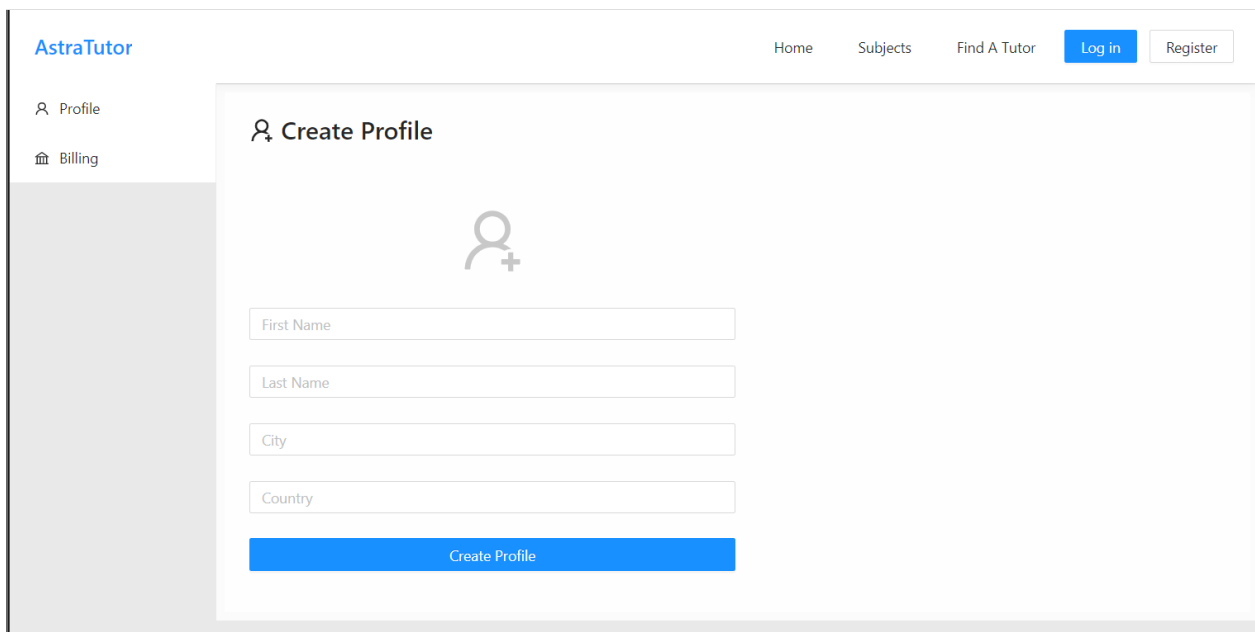 AstraTutor
Home Subjects Find A Tutor Log in Register
Profile
Billing
Create Profile
First Name
Last Name
City
Country
Create Profile